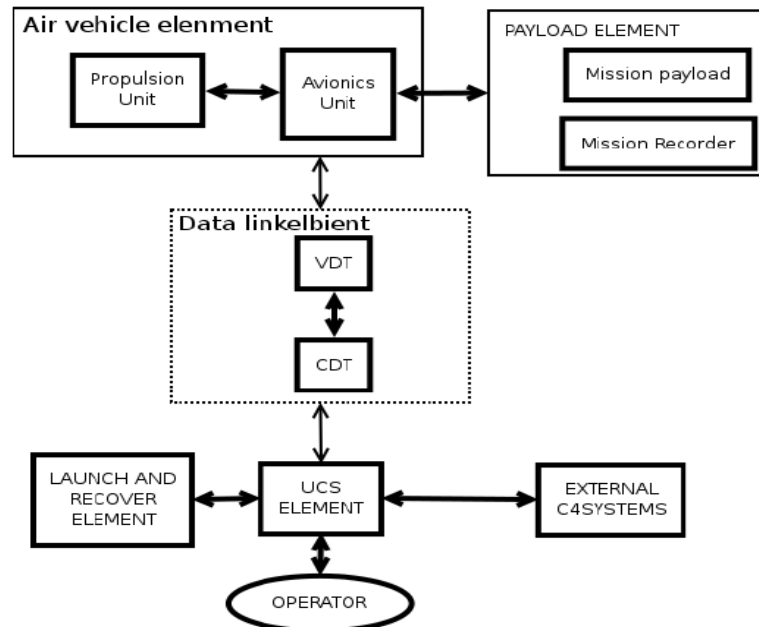 Air vehicle elenment
Propulsion
Unit
Avionics
Unit
PAYLOAD ELEMENT
Mission payload
Mission Recorder
Data linkelbient
VDT
CDT
LAUNCH AND
RECOVER
ELEMENT
UCS
ELEMENT
EXTERNAL
C4SYSTEMS
OPERATOR